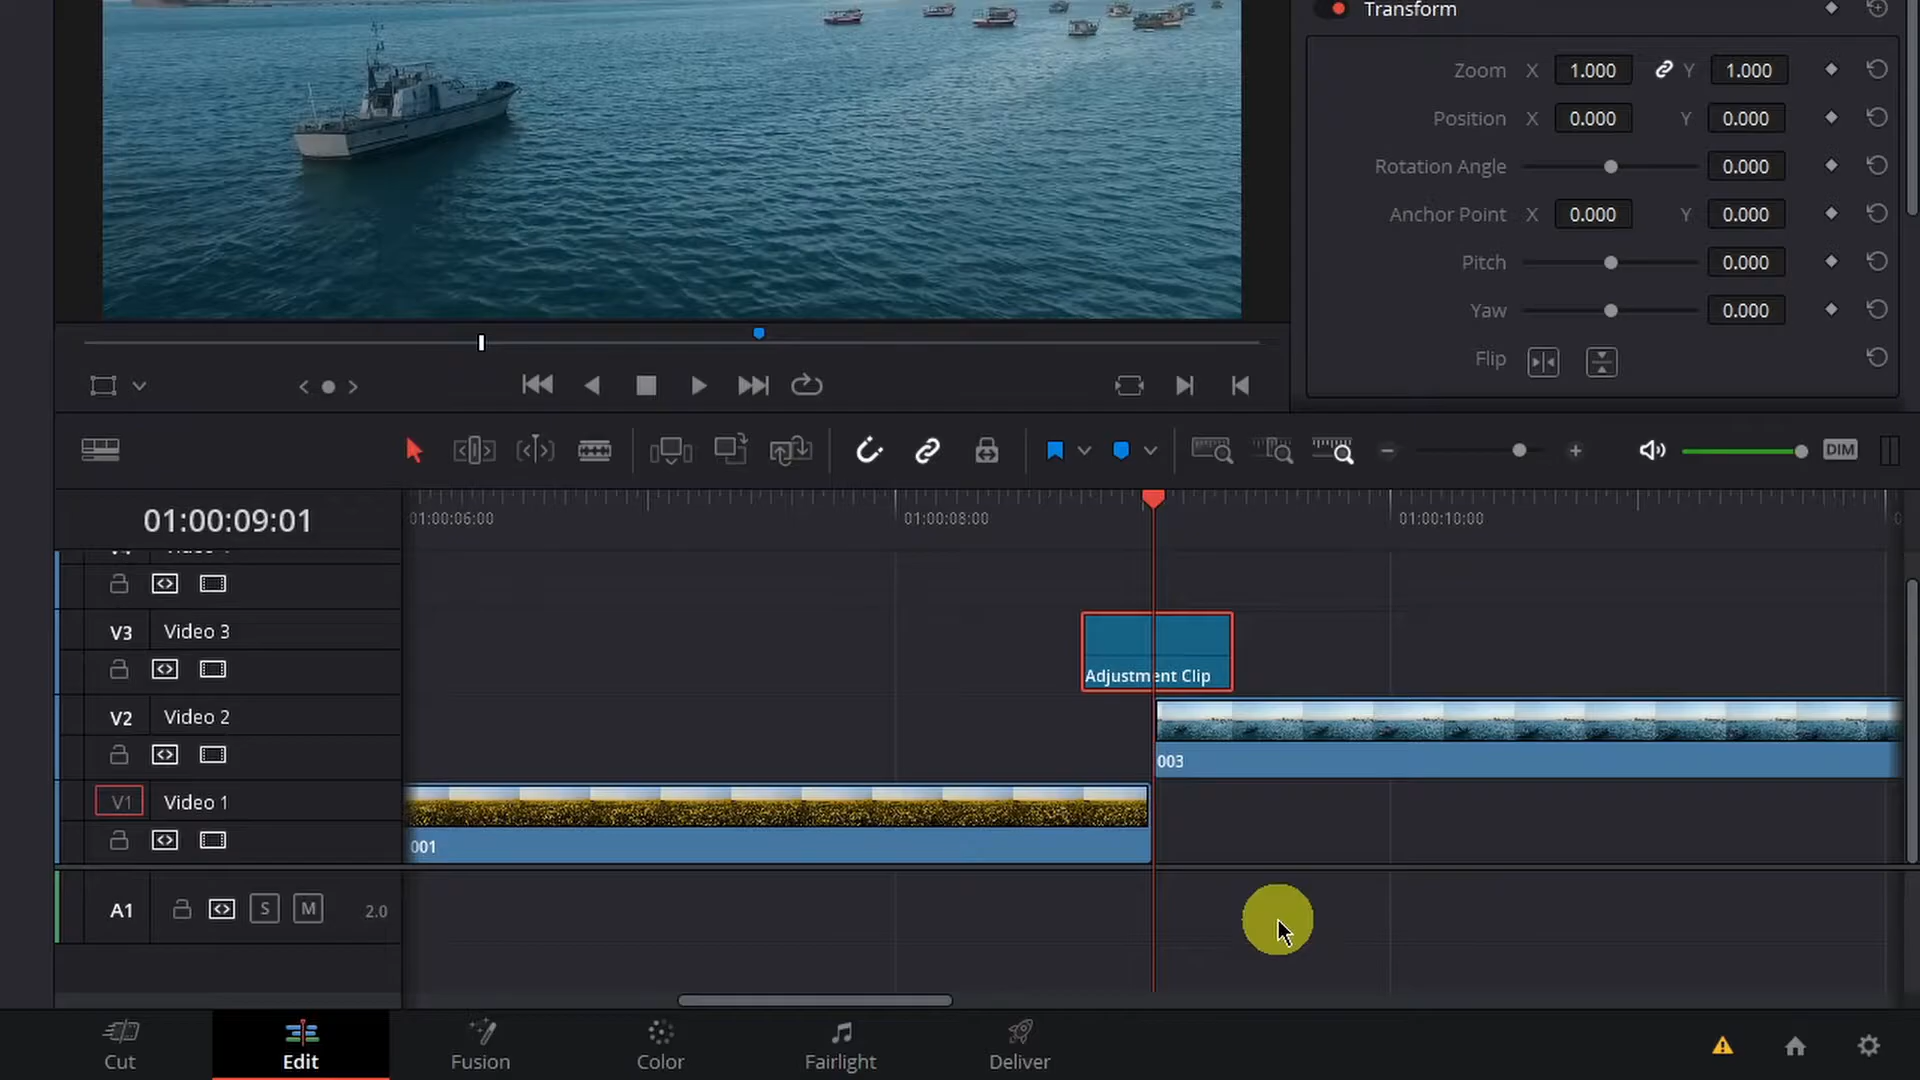 Transform
Zoom X 1.000 Y 1.000
Position X 0.000 Y 0.000
Rotation Angle 0.000
Anchor Point X 0.000 Y 0.000
Pitch 0.000
Yaw 0.000
Flip
DIM
01:00:09:01
01:00:06:00
01:00:08:00
01:00:10:00
V3 Video 3
Adjustment Clip
V2 Video 2
003
V1 Video 1
001
A1 S M 2.0
Cut
Edit
Fusion
Color
Fairlight
Deliver